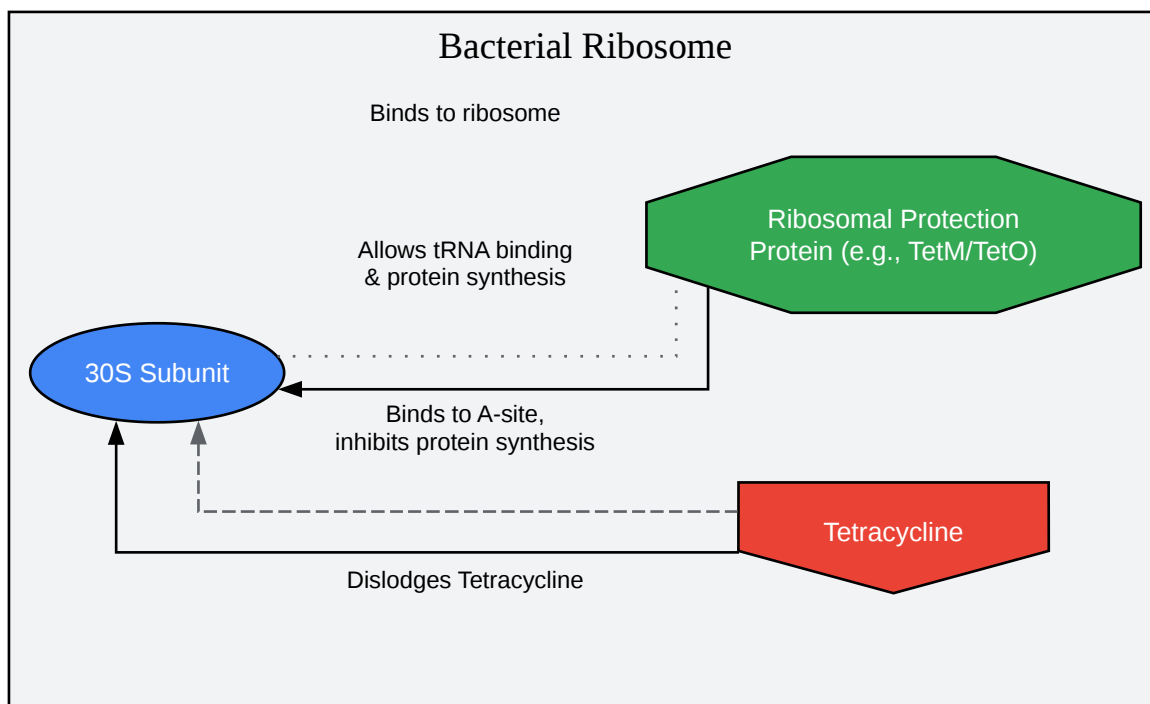 Bacterial Ribosome
Binds to ribosome
Ribosomal Protection
Protein (e.g., TetM/TetO)
Allows tRNA binding
& protein synthesis
30S Subunit
Binds to A-site,
inhibits protein synthesis
Tetracycline
Dislodges Tetracycline